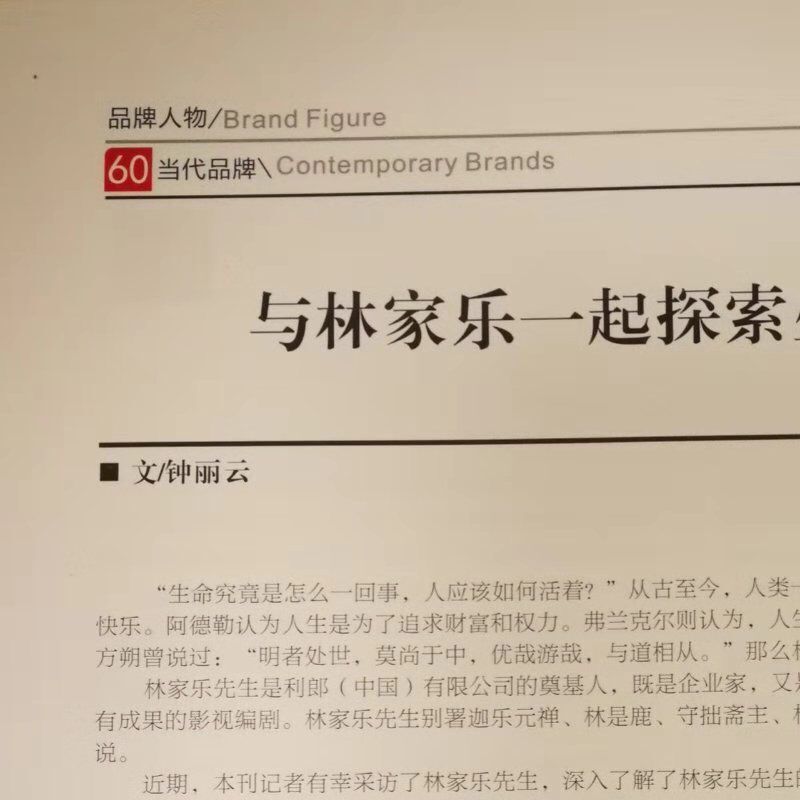 品牌人物/Brand Figure
60 当代品牌\Contemporary Brands
与林家乐一起探索
■ 文/钟丽云
“生命究竟是怎么一回事，人应该如何活着？”从古至今，人类一
快乐。阿德勒认为人生是为了追求财富和权力。弗兰克尔则认为，人生
方朔曾说过：“明者处世，莫尚于中，优哉游哉，与道相从。”那么林
林家乐先生是利郎（中国）有限公司的奠基人，既是企业家，又是
有成果的影视编剧。林家乐先生别署迦乐元禅、林是鹿、守拙斋主、
说。
近期，本刊记者有幸采访了林家乐先生，深入了解了林家乐先生的